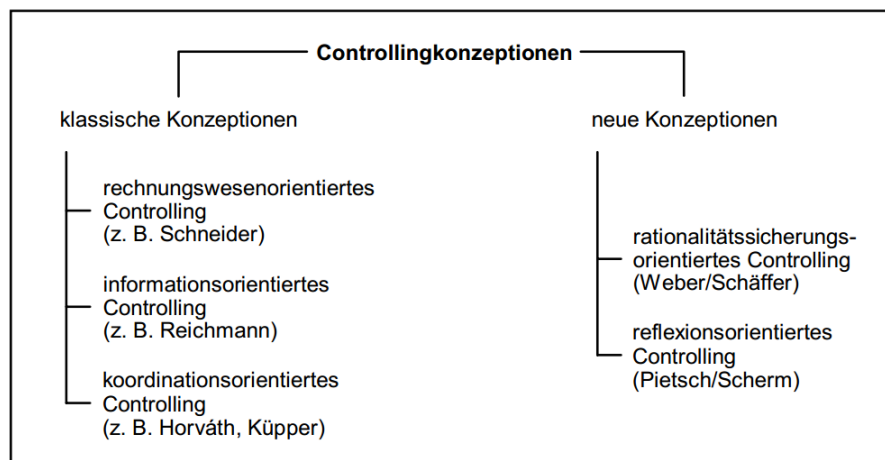 Controllingkonzeptionen
klassische Konzeptionen
rechnungswesenorientiertes
Controlling
(z. B. Schneider)
informationsorientiertes
Controlling
(z. B. Reichmann)
koordinationsorientiertes
Controlling
(z. B. Horváth, Küpper)
neue Konzeptionen
rationalitätssicherungs-
orientiertes Controlling
(Weber/Schäffer)
reflexionsorientiertes
Controlling
(Pietsch/Scherm)